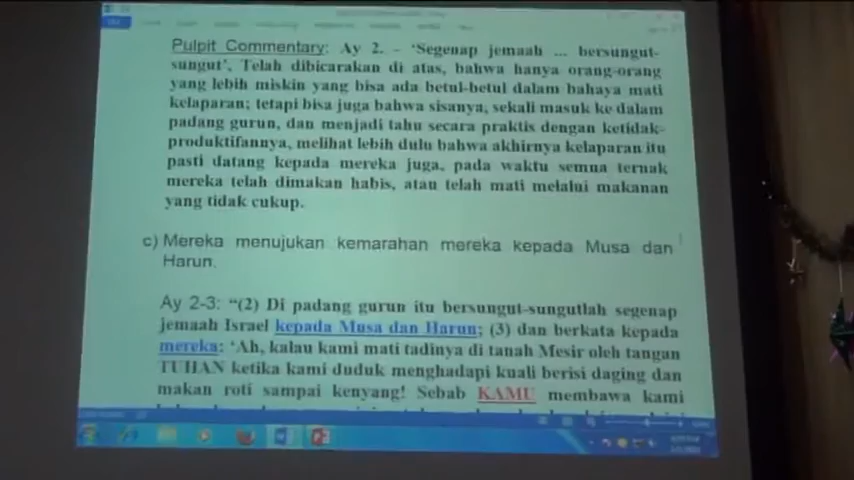 Pulpit Commentary: Ay 2. - 'Segenap jemaah ... bersungut-
sungut', Telah dibicarakan di atas, bahwa hanya orang-orang
yang lebih miskin yang bisa ada betul-betul dalam bahaya mati
kelaparan; tetapi bisa juga bahwa sisanya, sekali masuk ke dalam
padang gurun, dan menjadi tahu secara praktis dengan ketidak-
produktifannya, melihat lebih dulu bahwa akhirnya kelaparan itu
pasti datang kepada mereka juga, pada waktu semua ternak
mereka telah dimakan habis, atau telah mati melalui makanan
yang tidak cukup.
c) Mereka menujukan kemarahan mereka kepada Musa dan
Harun.
Ay 2-3: "(2) Di padang gurun itu bersungut-sungutlah segenap
jemaah Israel kepada Musa dan Harun; (3) dan berkata kepada
mereka: 'Ah, kalau kami mati tadinya di tanah Mesir oleh tangan
TUHAN ketika kami duduk menghadapi kuali berisi daging dan
makan roti sampai kenyang! Sebab KAMU membawa kami